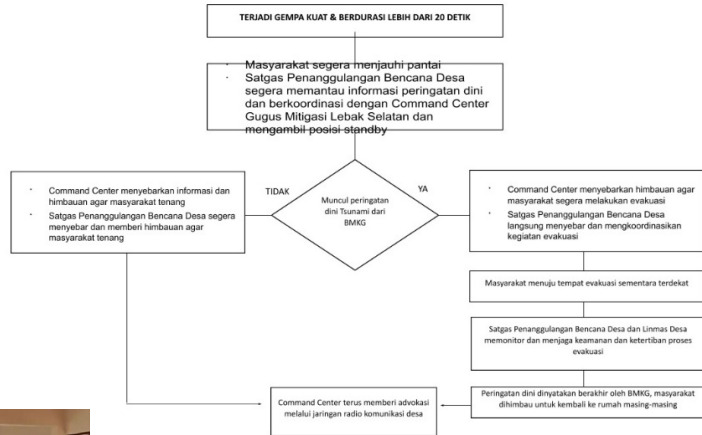 TERJADI GEMPA KUAT & BERDURASI LEBIH DARI 20 DETIK
· Masyarakat segera menjauhi pantai
· Satgas Penanggulangan Bencana Desa
segera memantau informasi peringatan dini
dan berkoordinasi dengan Command Center
Gugus Mitigasi Lebak Selatan dan
mengambil posisi standby
Muncul peringatan
dini Tsunami dari
BMKG
TIDAK
· Command Center menyebarkan informasi dan
himbauan agar masyarakat tenang
· Satgas Penanggulangan Bencana Desa segera
menyebar dan memberi himbauan agar
masyarakat tenang
YA
· Command Center menyebarkan himbauan agar
masyarakat segera melakukan evakuasi
· Satgas Penanggulangan Bencana Desa
langsung menyebar dan mengkoordinasikan
kegiatan evakuasi
Masyarakat menuju tempat evakuasi sementara terdekat
Satgas Penanggulangan Bencana Desa dan Linmas Desa
memonitor dan menjaga keamanan dan ketertiban proses
evakuasi
Peringatan dini dinyatakan berakhir oleh BMKG, masyarakat
dihimbau untuk kembali ke rumah masing-masing
Command Center terus memberi advokasi
melalui jaringan radio komunikasi desa